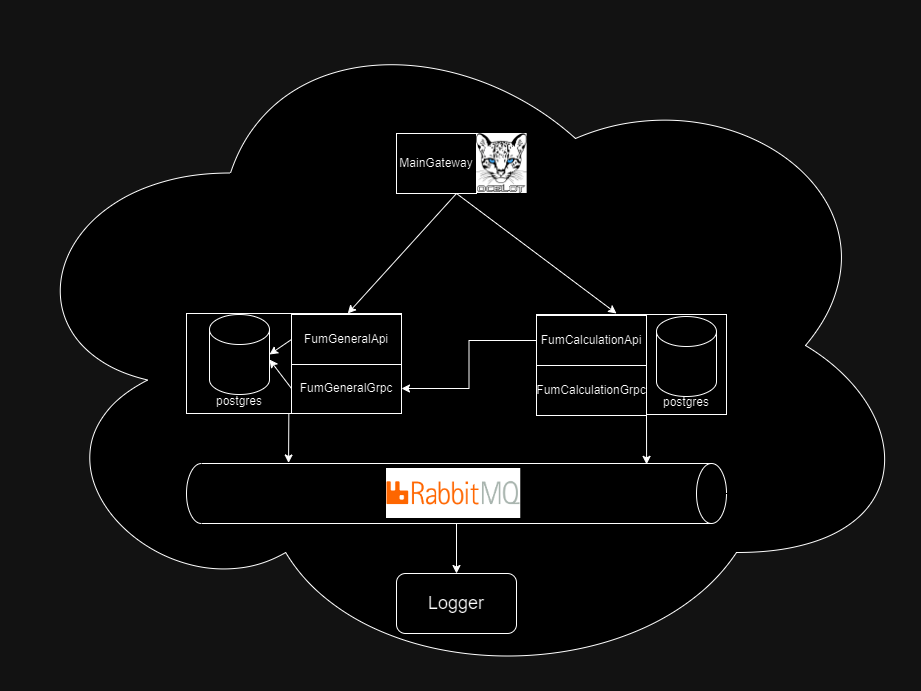 MainGateway
OCELOT
FumGeneralApi
FumGeneralGrpc
postgres
FumCalculationApi
FumCalculationGrpc
postgres
RabbitMQ
Logger